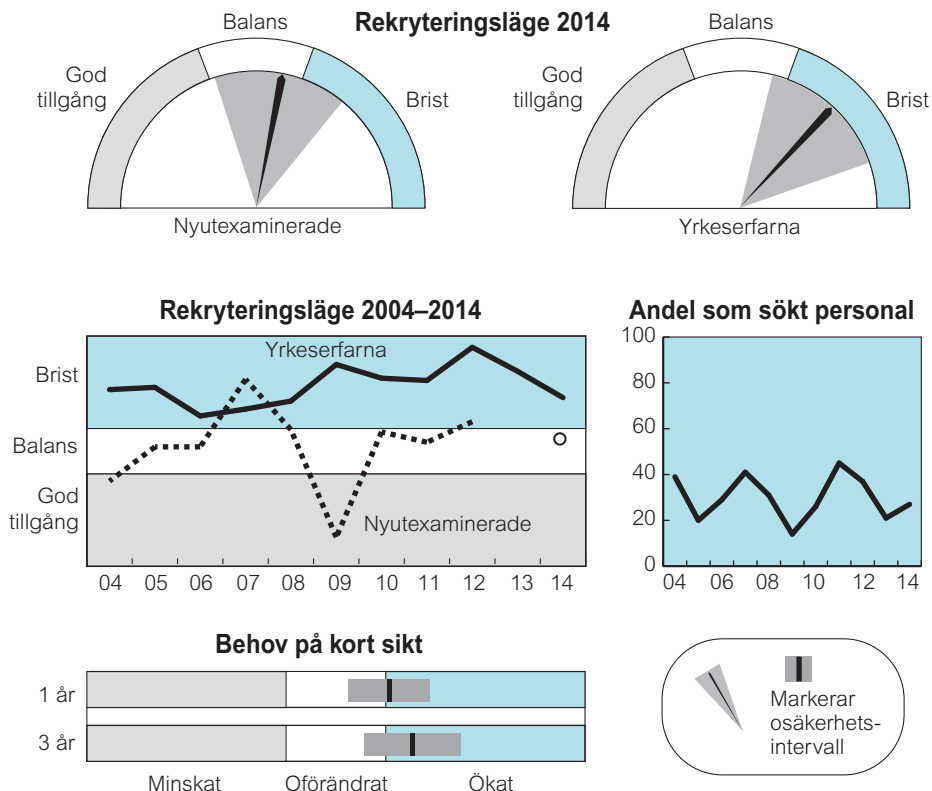 Rekryteringsläge 2014
Balans
God
tillgång
Brist
Nyutexaminerade
Balans
God
tillgång
Brist
Yrkeserfarna
Rekryteringsläge 2004–2014
Brist
Balans
God
tillgång
Yrkeserfarna
Nyutexaminerade
04 05 06 07 08 09 10 11 12 13 14
Andel som sökt personal
100
80
60
40
20
0
04 06 08 10 12 14
Behov på kort sikt
1 år
3 år
Minskat Oförändrat Ökat
Markerar
osäkerhets-
intervall